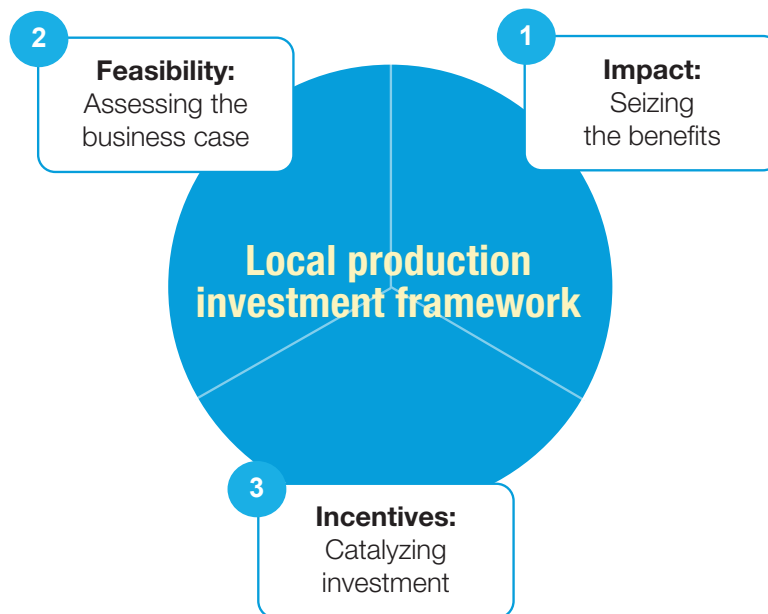 1
Impact:
Seizing
the benefits
2
Feasibility:
Assessing the
business case
Local production
investment framework
3
Incentives:
Catalyzing
investment